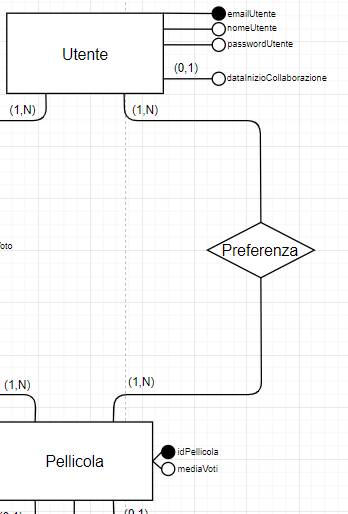 emailUtente
nomeUtente
Utente
passwordUtente
(0,1)
dataInizioCollaborazione
(1,N)
(1,N)
Preferenza
(1,N)
(1,N)
idPellicola
Pellicola
mediaVoti
(0,1)